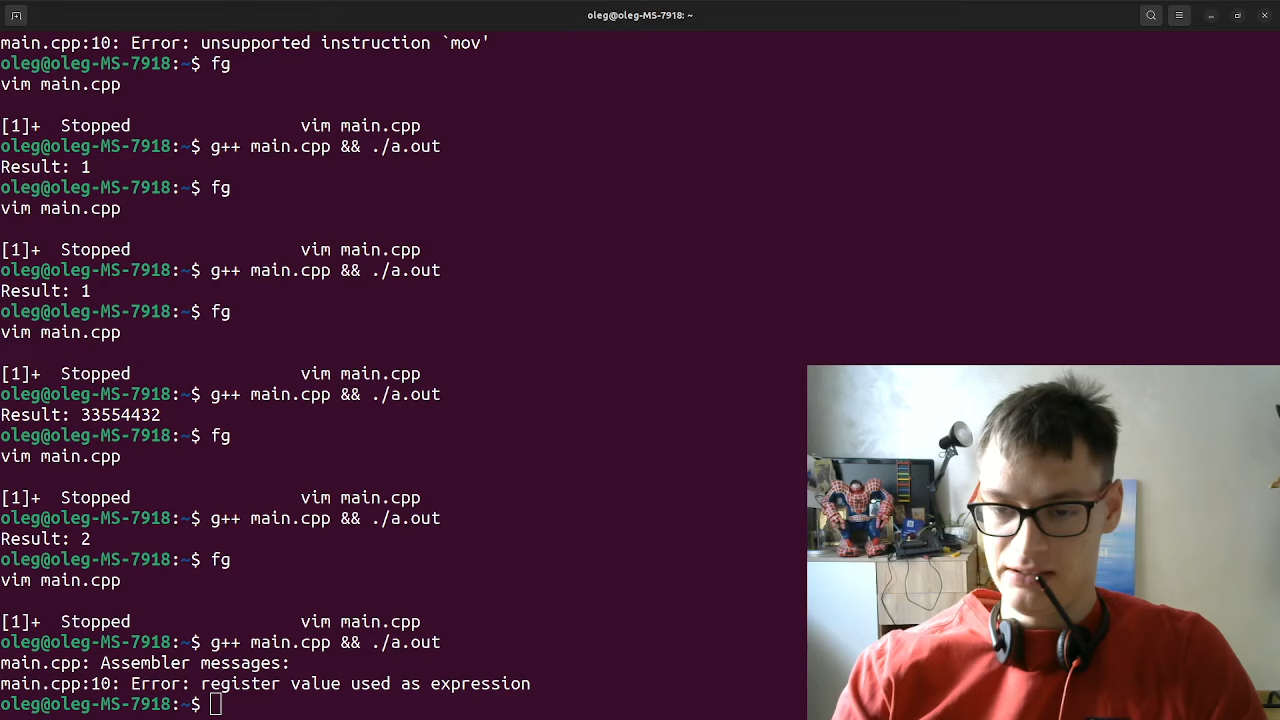 oleg@oleg-MS-7918: ~
main.cpp:10: Error: unsupported instruction `mov'
oleg@oleg-MS-7918:~$ fg
vim main.cpp
[1]+  Stopped                 vim main.cpp
oleg@oleg-MS-7918:~$ g++ main.cpp && ./a.out
Result: 1
oleg@oleg-MS-7918:~$ fg
vim main.cpp
[1]+  Stopped                 vim main.cpp
oleg@oleg-MS-7918:~$ g++ main.cpp && ./a.out
Result: 1
oleg@oleg-MS-7918:~$ fg
vim main.cpp
[1]+  Stopped                 vim main.cpp
oleg@oleg-MS-7918:~$ g++ main.cpp && ./a.out
Result: 33554432
oleg@oleg-MS-7918:~$ fg
vim main.cpp
[1]+  Stopped                 vim main.cpp
oleg@oleg-MS-7918:~$ g++ main.cpp && ./a.out
Result: 2
oleg@oleg-MS-7918:~$ fg
vim main.cpp
[1]+  Stopped                 vim main.cpp
oleg@oleg-MS-7918:~$ g++ main.cpp && ./a.out
main.cpp: Assembler messages:
main.cpp:10: Error: register value used as expression
oleg@oleg-MS-7918:~$